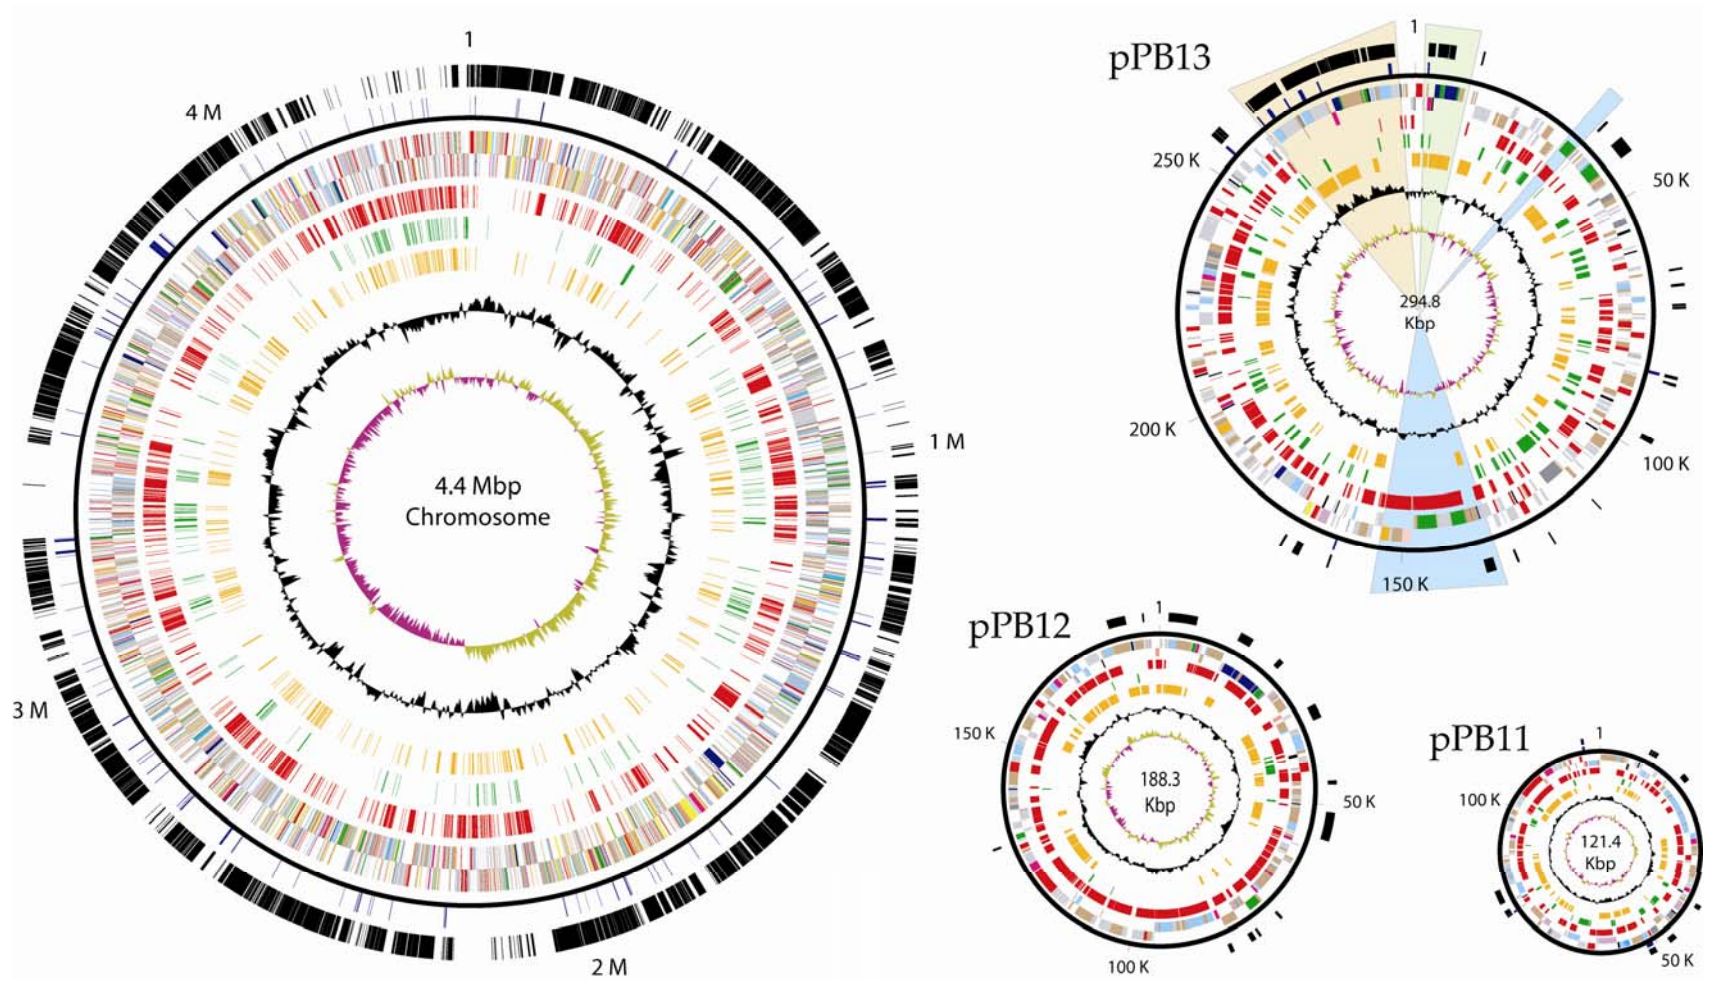 1
4 M
1 M
4.4 Mbp
Chromosome
3 M
2 M
pPB13
1
250 K
50 K
294.8
Kbp
200 K
100 K
150 K
pPB12
1
150 K
188.3
Kbp
50 K
100 K
pPB11
1
100 K
121.4
Kbp
50 K